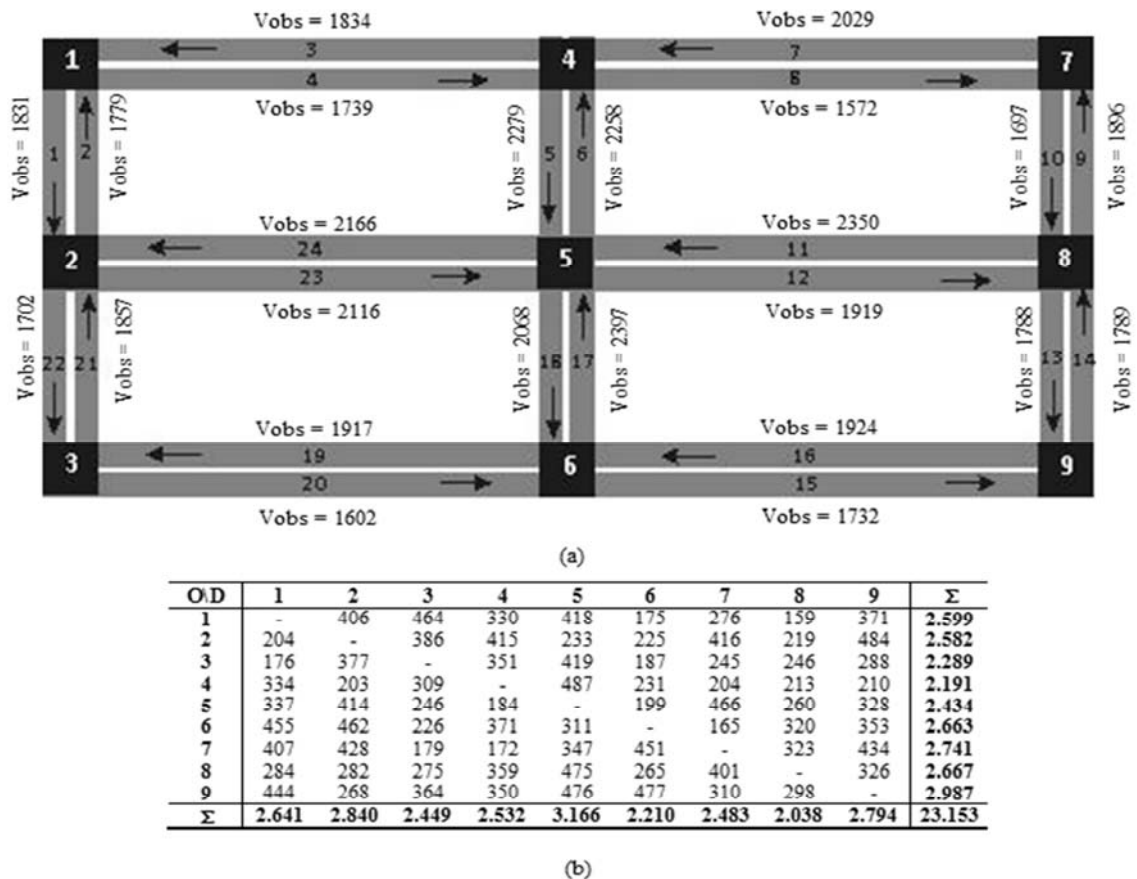 Vobs = 1834
Vobs = 2029
1
3
4
4
7
8
7
Vobs = 1739
Vobs = 1572
Vobs = 1831
1
2
Vobs = 1779
Vobs = 2279
5
6
Vobs = 2258
Vobs = 1697
10
9
Vobs = 1896
Vobs = 2166
Vobs = 2350
2
24
23
5
11
12
8
Vobs = 2116
Vobs = 1919
Vobs = 1702
22
21
Vobs = 1857
Vobs = 2068
18
17
Vobs = 2397
Vobs = 1788
13
14
Vobs = 1789
Vobs = 1917
Vobs = 1924
3
19
20
6
16
15
9
Vobs = 1602
Vobs = 1732
(a)
O\D 1 2 3 4 5 6 7 8 9 Σ
1 - 406 464 330 418 175 276 159 371 2.599
2 204 - 386 415 233 225 416 219 484 2.582
3 176 377 - 351 419 187 245 246 288 2.289
4 334 203 309 - 487 231 204 213 210 2.191
5 337 414 246 184 - 199 466 260 328 2.434
6 455 462 226 371 311 - 165 320 353 2.663
7 407 428 179 172 347 451 - 323 434 2.741
8 284 282 275 359 475 265 401 - 326 2.667
9 444 268 364 350 476 477 310 298 - 2.987
Σ 2.641 2.840 2.449 2.532 3.166 2.210 2.483 2.038 2.794 23.153
(b)